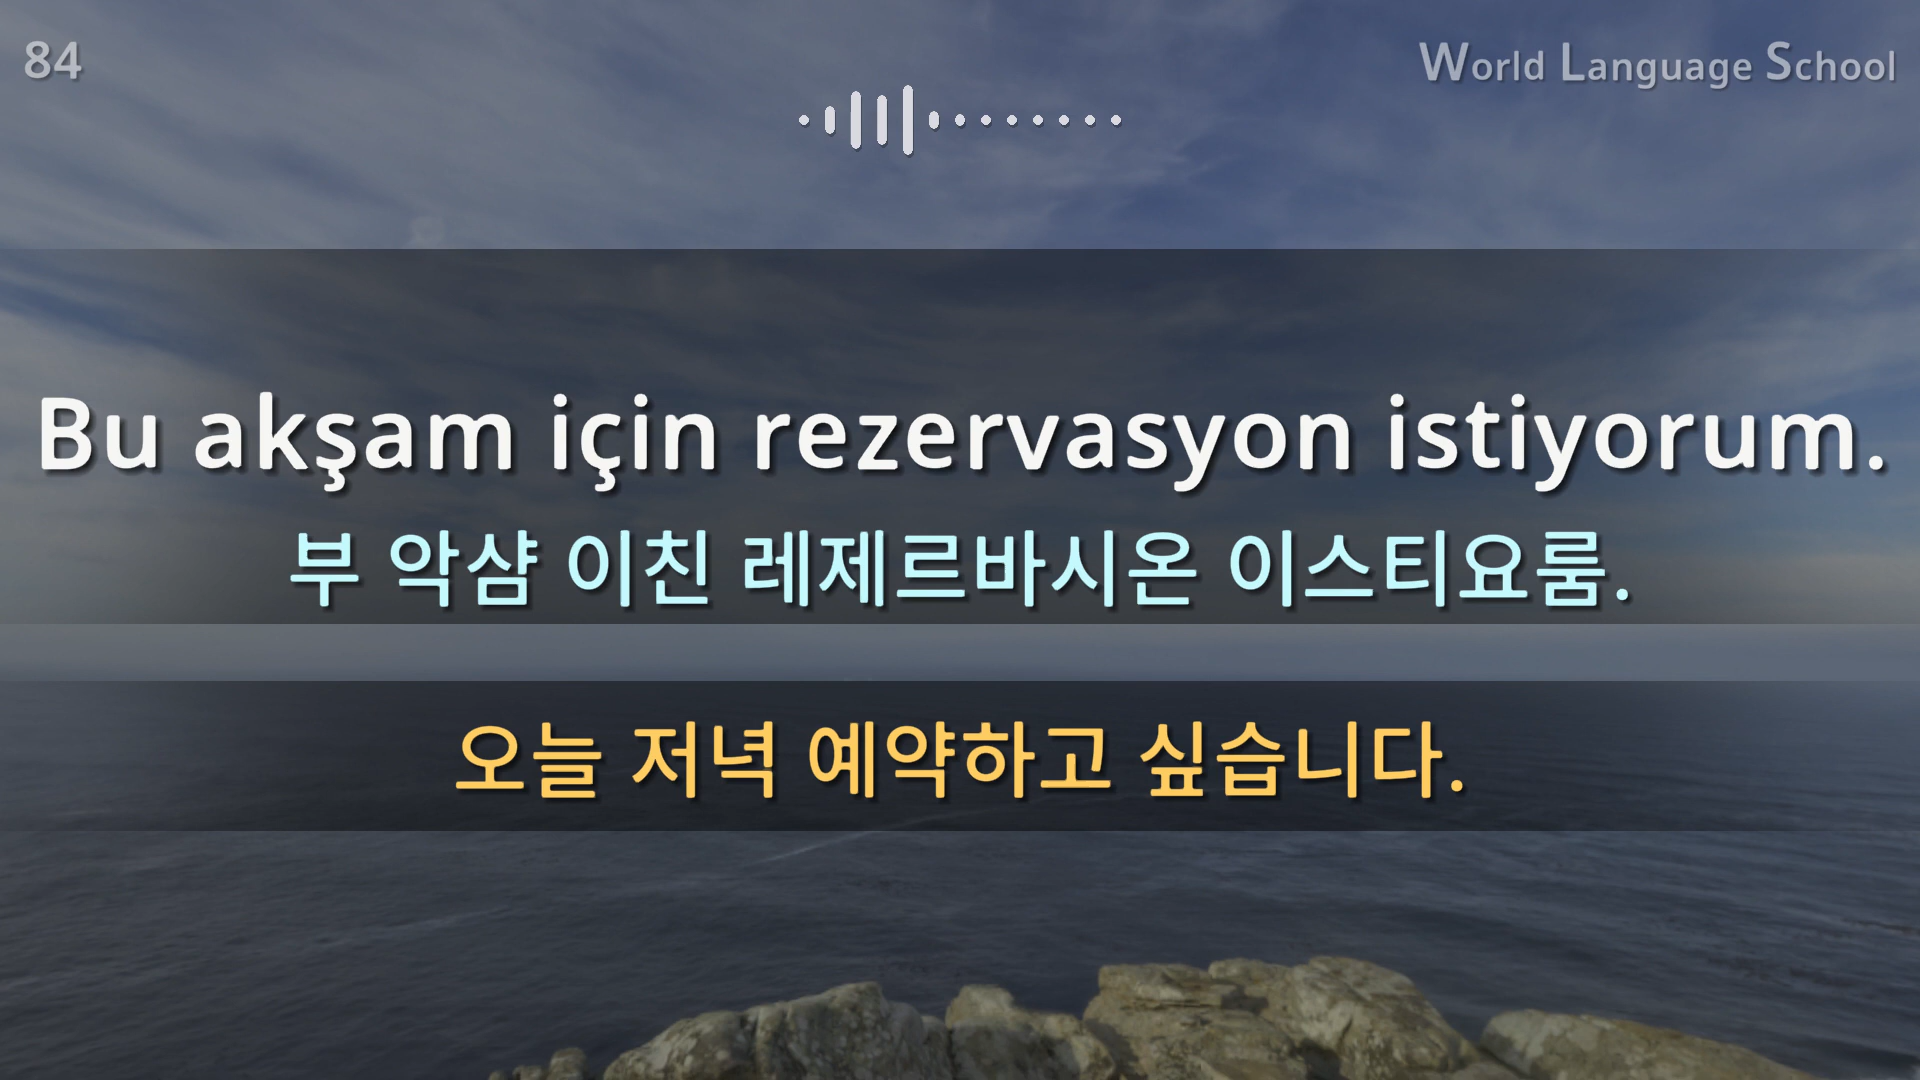 84
World Language School
Bu akşam için rezervasyon istiyorum.
부 악샴 이친 레제르바시온 이스티요룸.
오늘 저녁 예약하고 싶습니다.